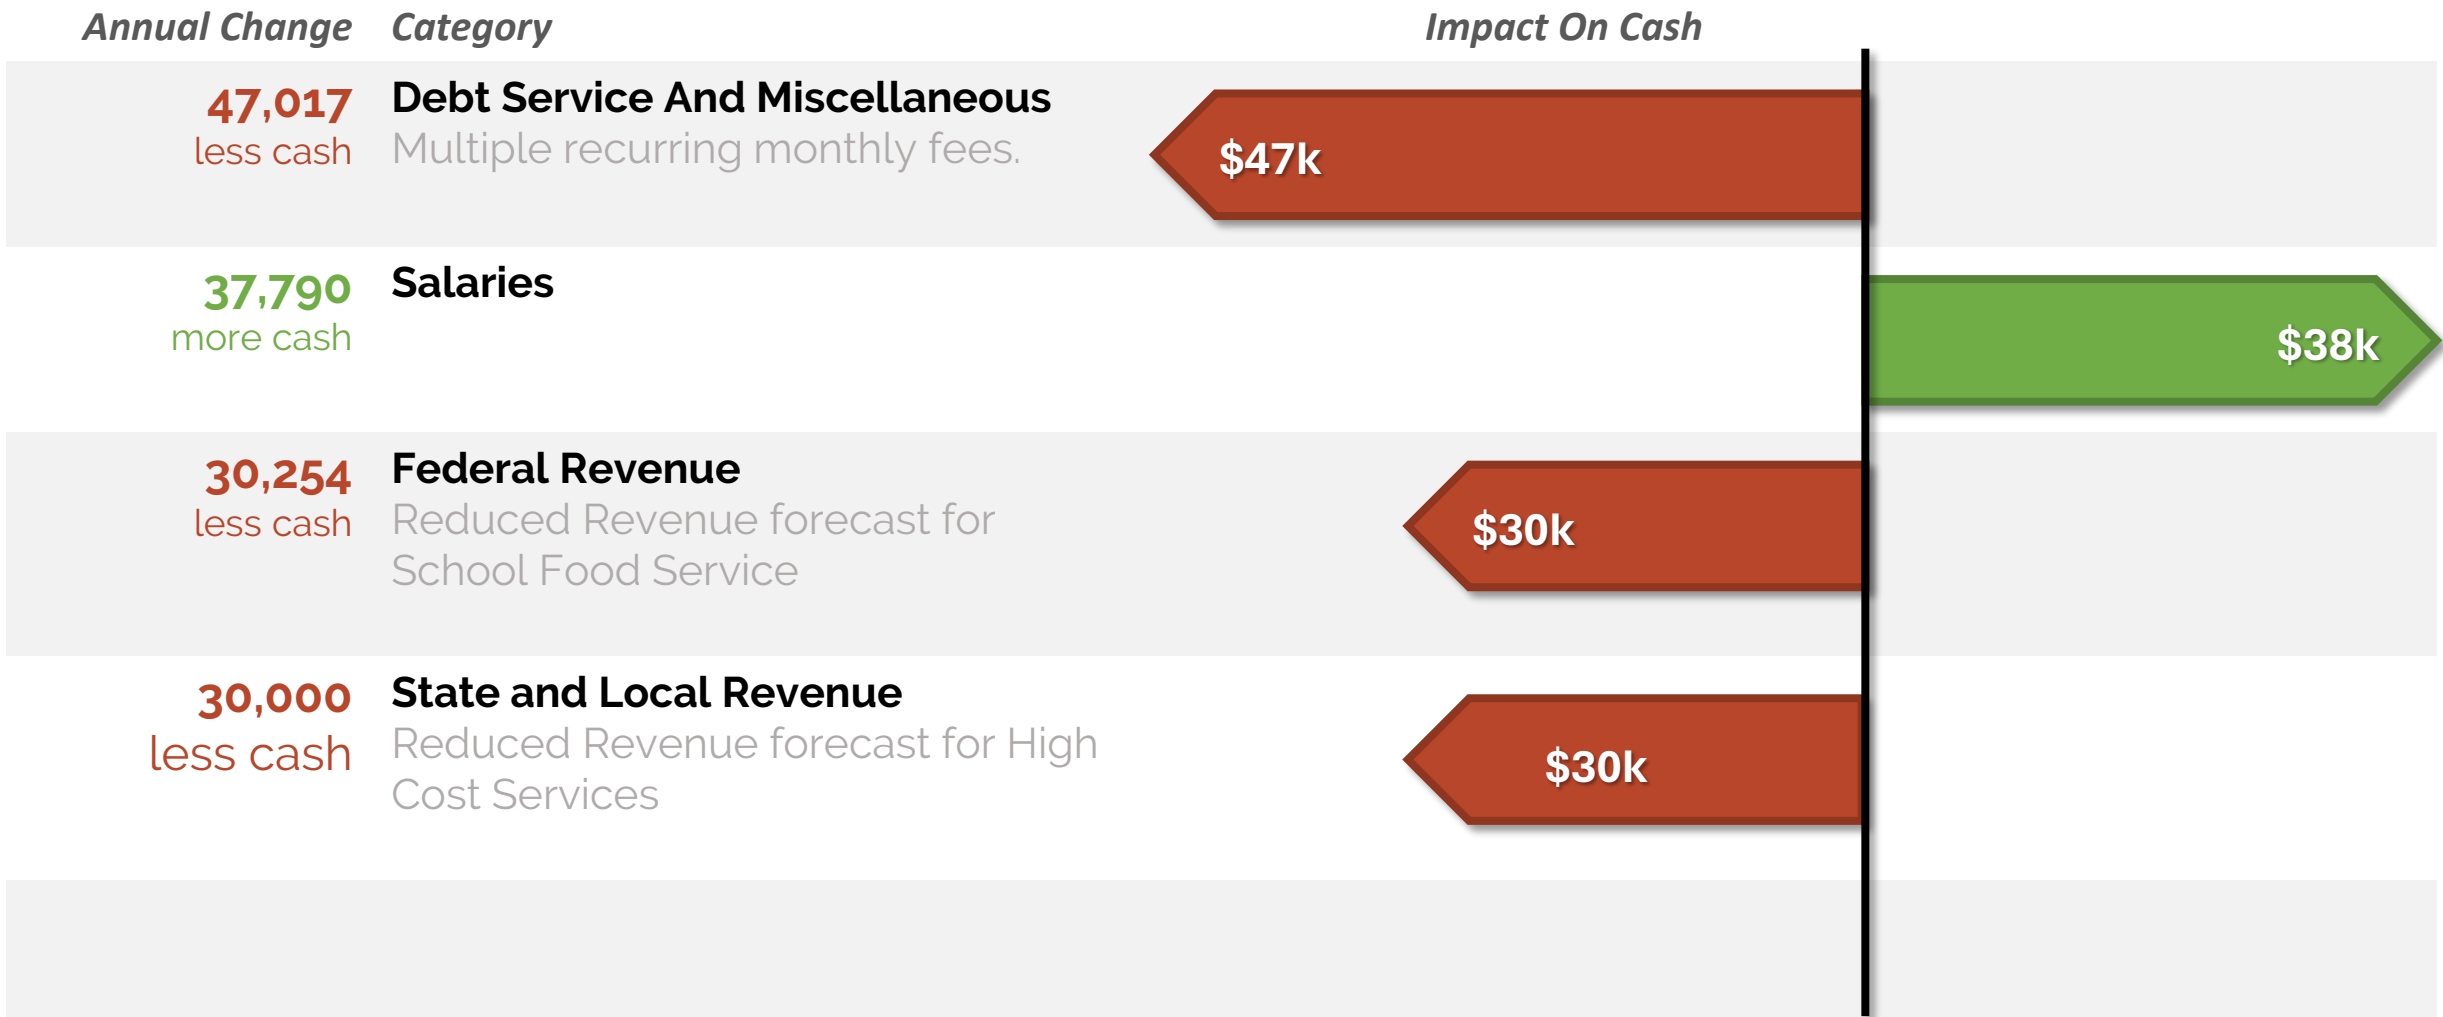 Annual Change Category Impact On Cash
47,017 Debt Service And Miscellaneous
less cash Multiple recurring monthly fees.
$47k
37,790 Salaries
more cash
$38k
30,254 Federal Revenue
less cash Reduced Revenue forecast for
School Food Service
$30k
30,000 State and Local Revenue
less cash Reduced Revenue forecast for High
Cost Services
$30k